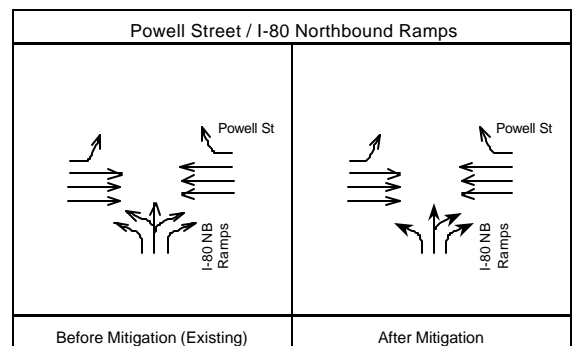 Powell Street / I-80 Northbound Ramps
Powell St
I-80 NB
Ramps
Powell St
I-80 NB
Ramps
Before Mitigation (Existing)
After Mitigation